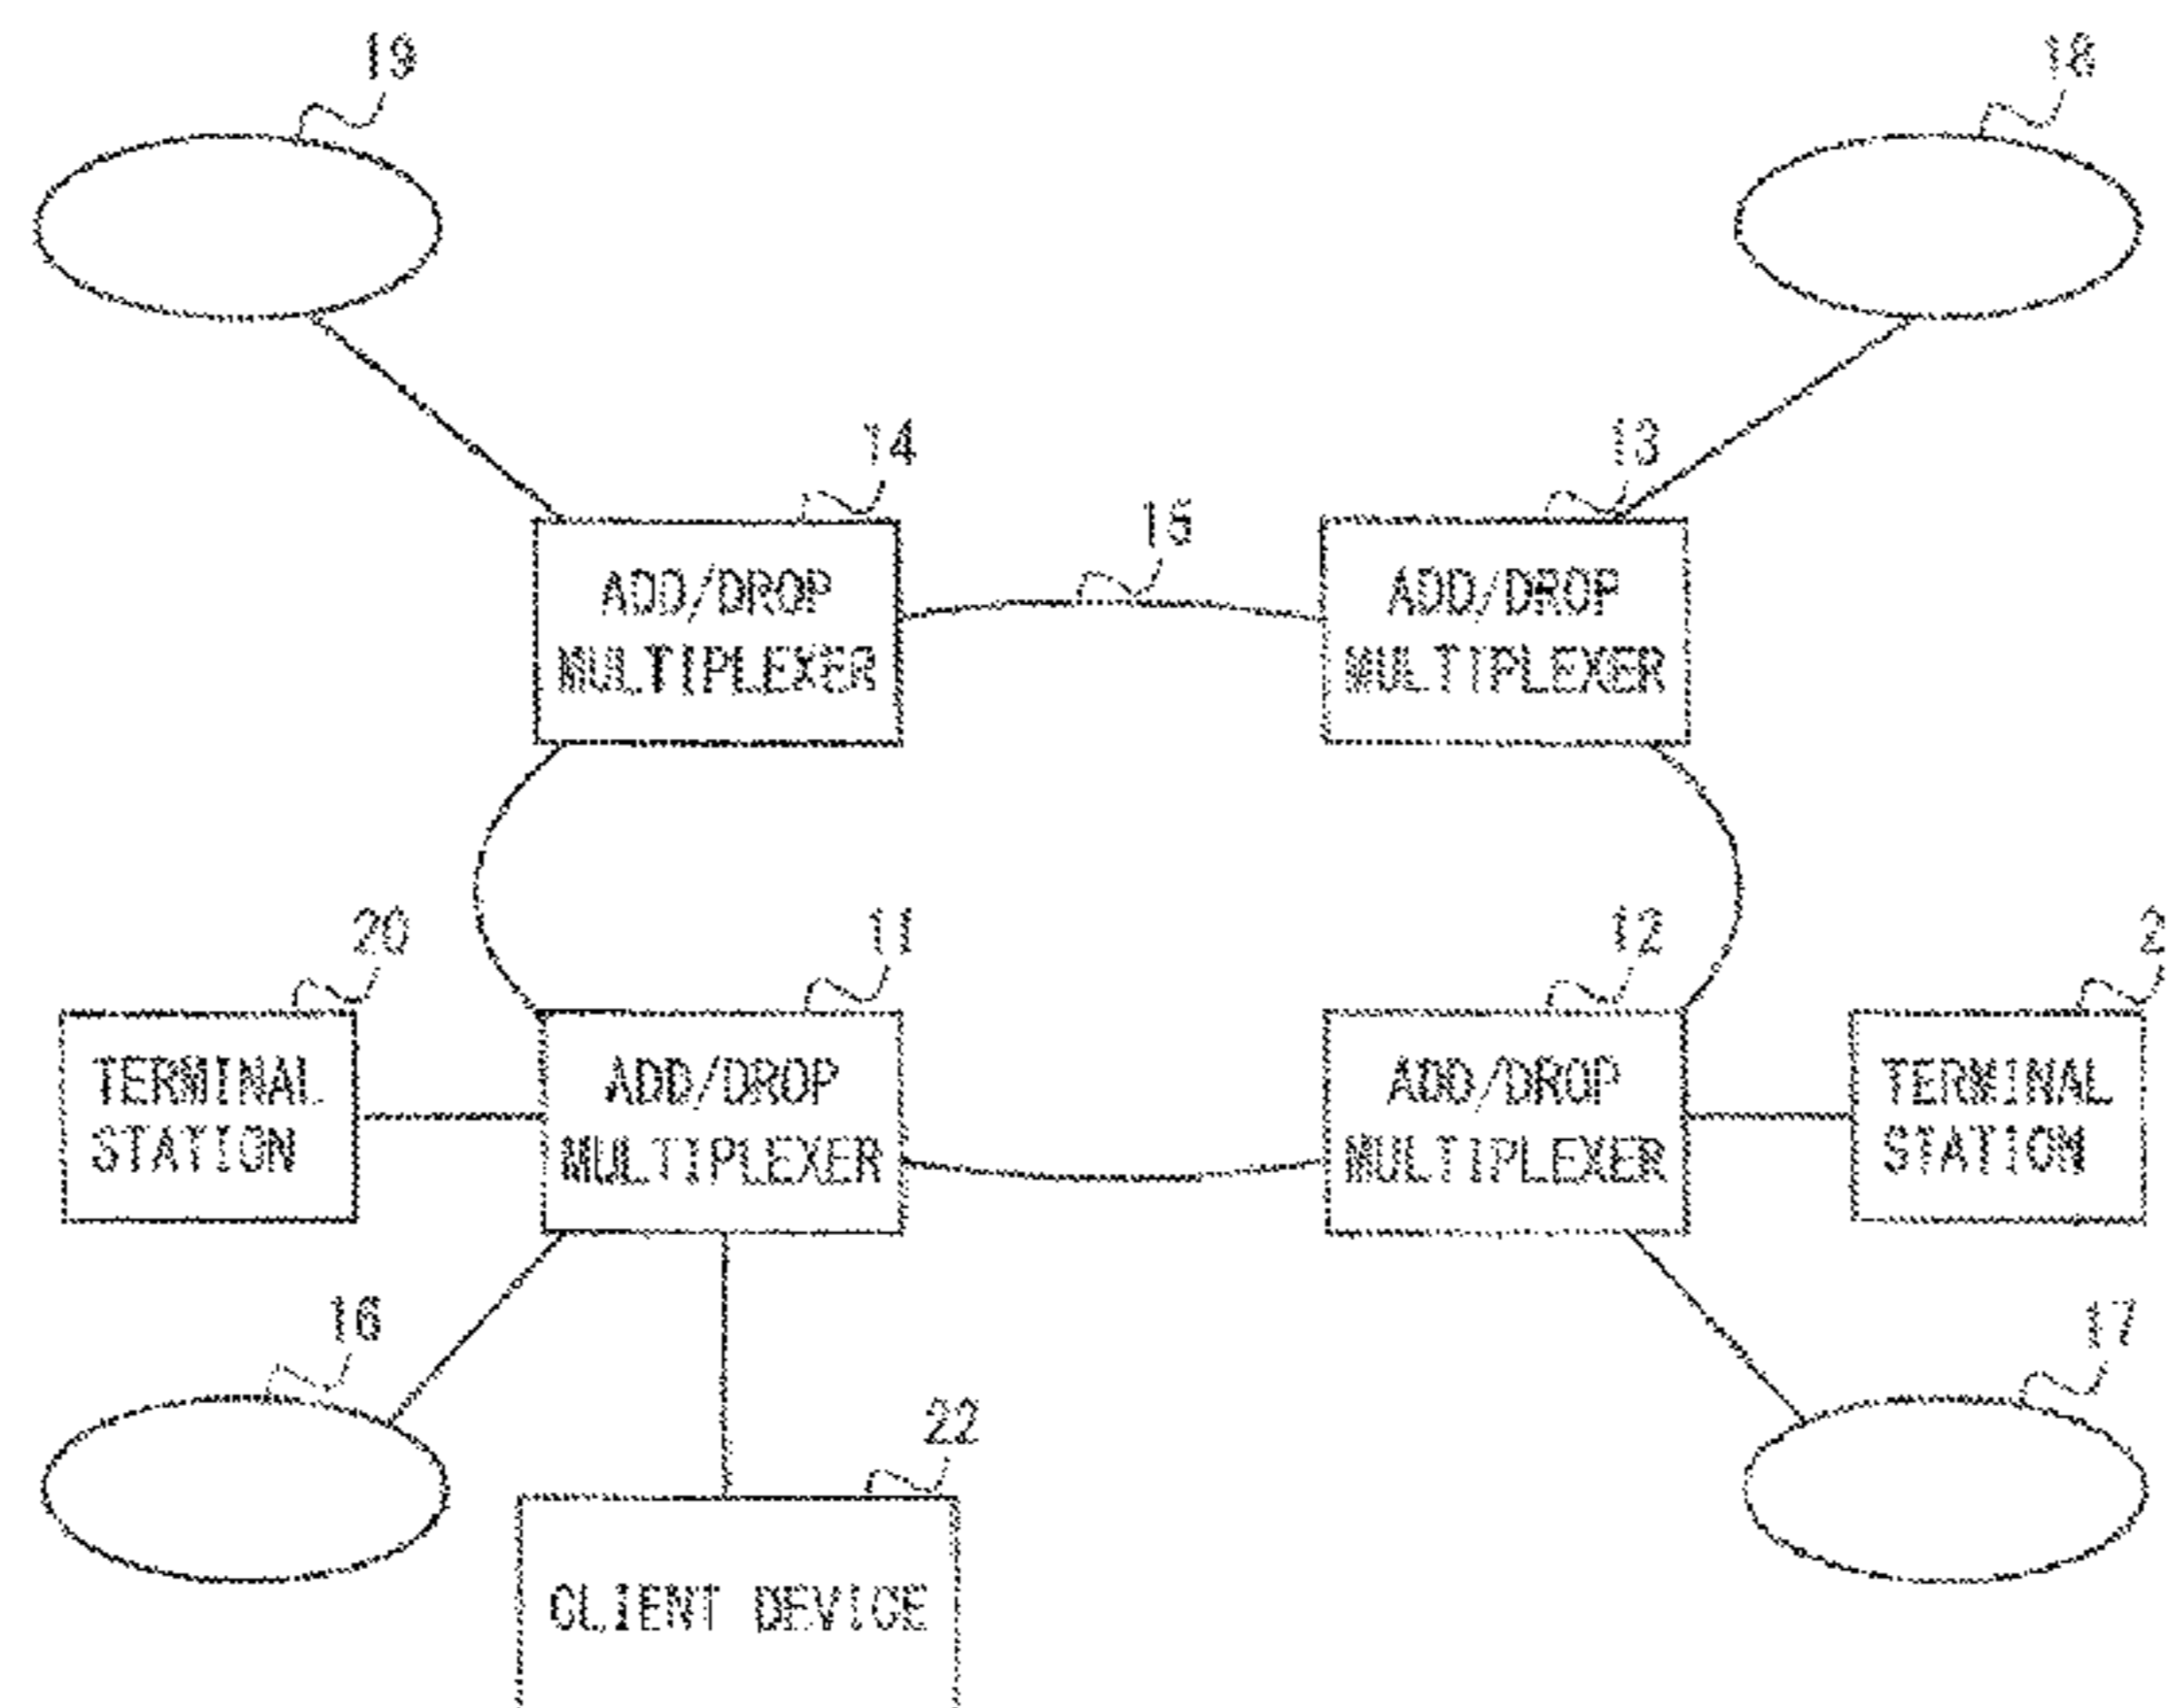 19
18
14
13
15
ADD/DROP
MULTIPLEXER
ADD/DROP
MULTIPLEXER
20
11
12
2
TERMINAL
STATION
ADD/DROP
MULTIPLEXER
ADD/DROP
MULTIPLEXER
TERMINAL
STATION
16
17
22
CLIENT DEVICE